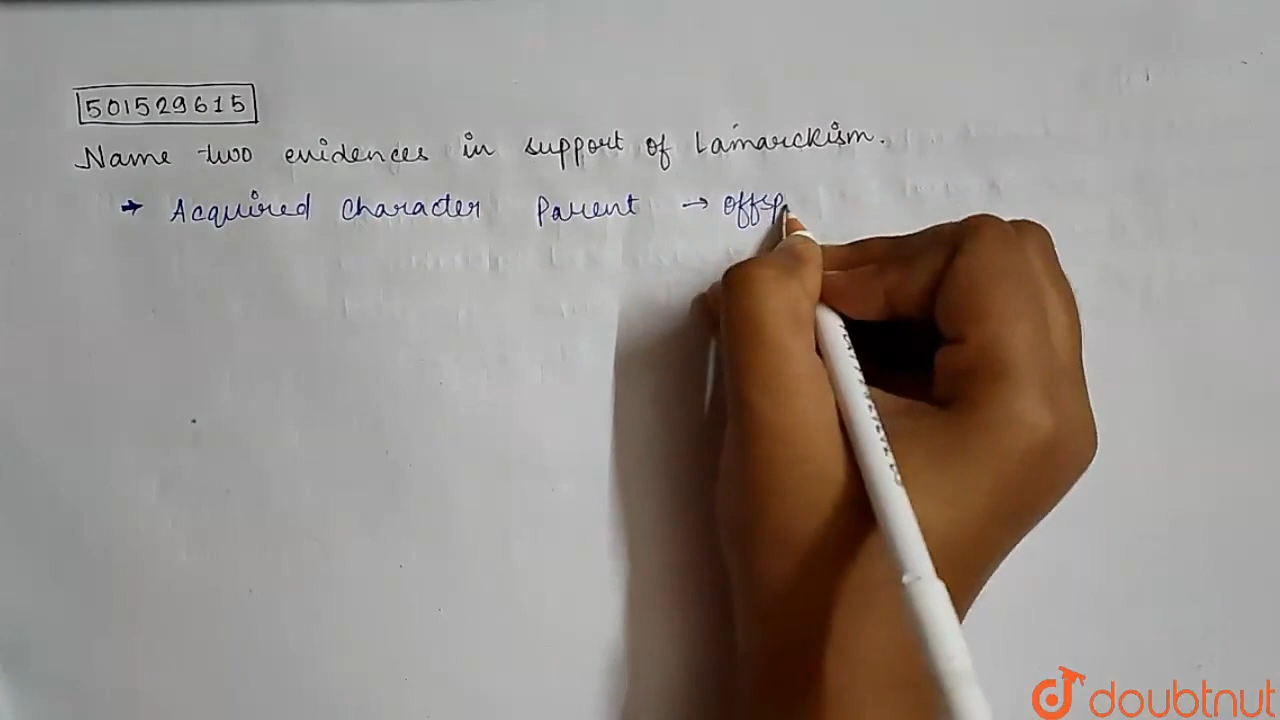 501529615
Name two evidences in support of Lamarckism.
→ Acquired Character Parent → Offsp
doubtnut